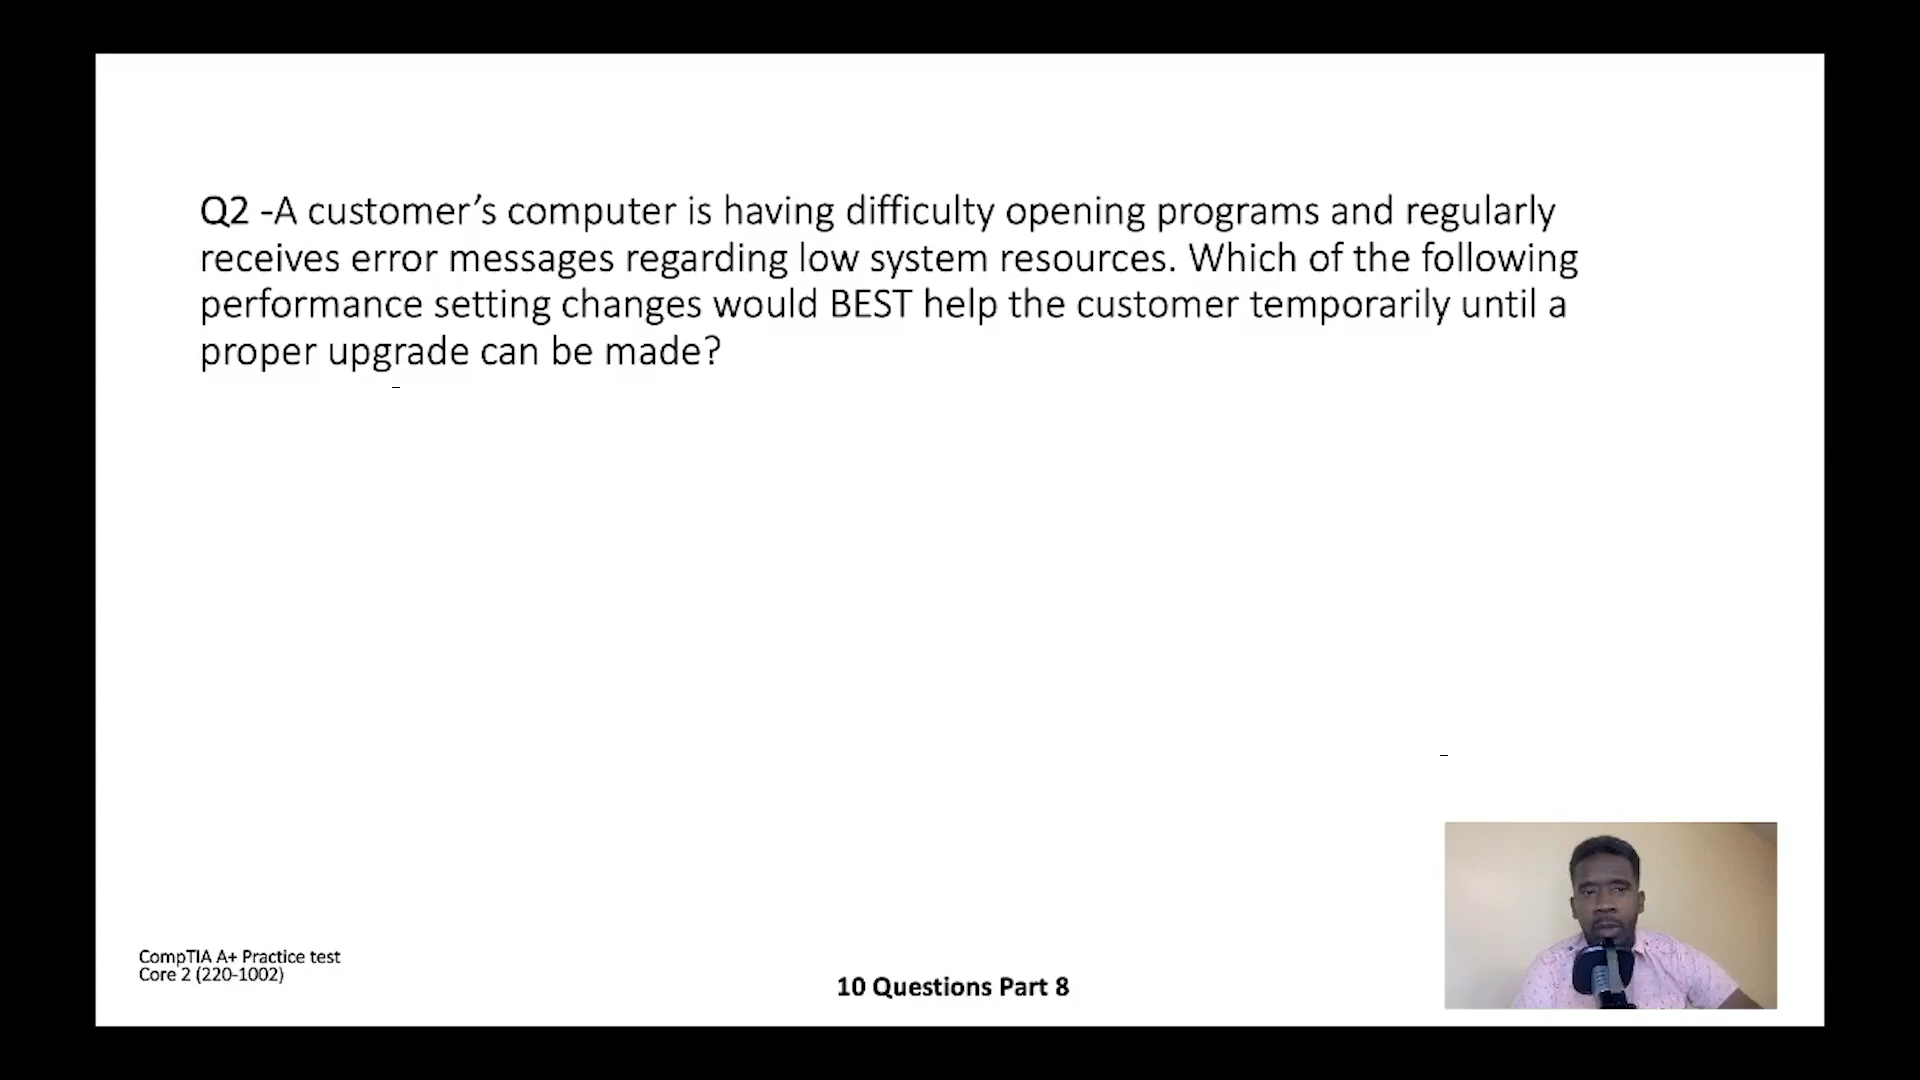 Q2 -A customer’s computer is having difficulty opening programs and regularly
receives error messages regarding low system resources. Which of the following
performance setting changes would BEST help the customer temporarily until a
proper upgrade can be made?
CompTIA A+ Practice test
Core 2 (220-1002)
10 Questions Part 8